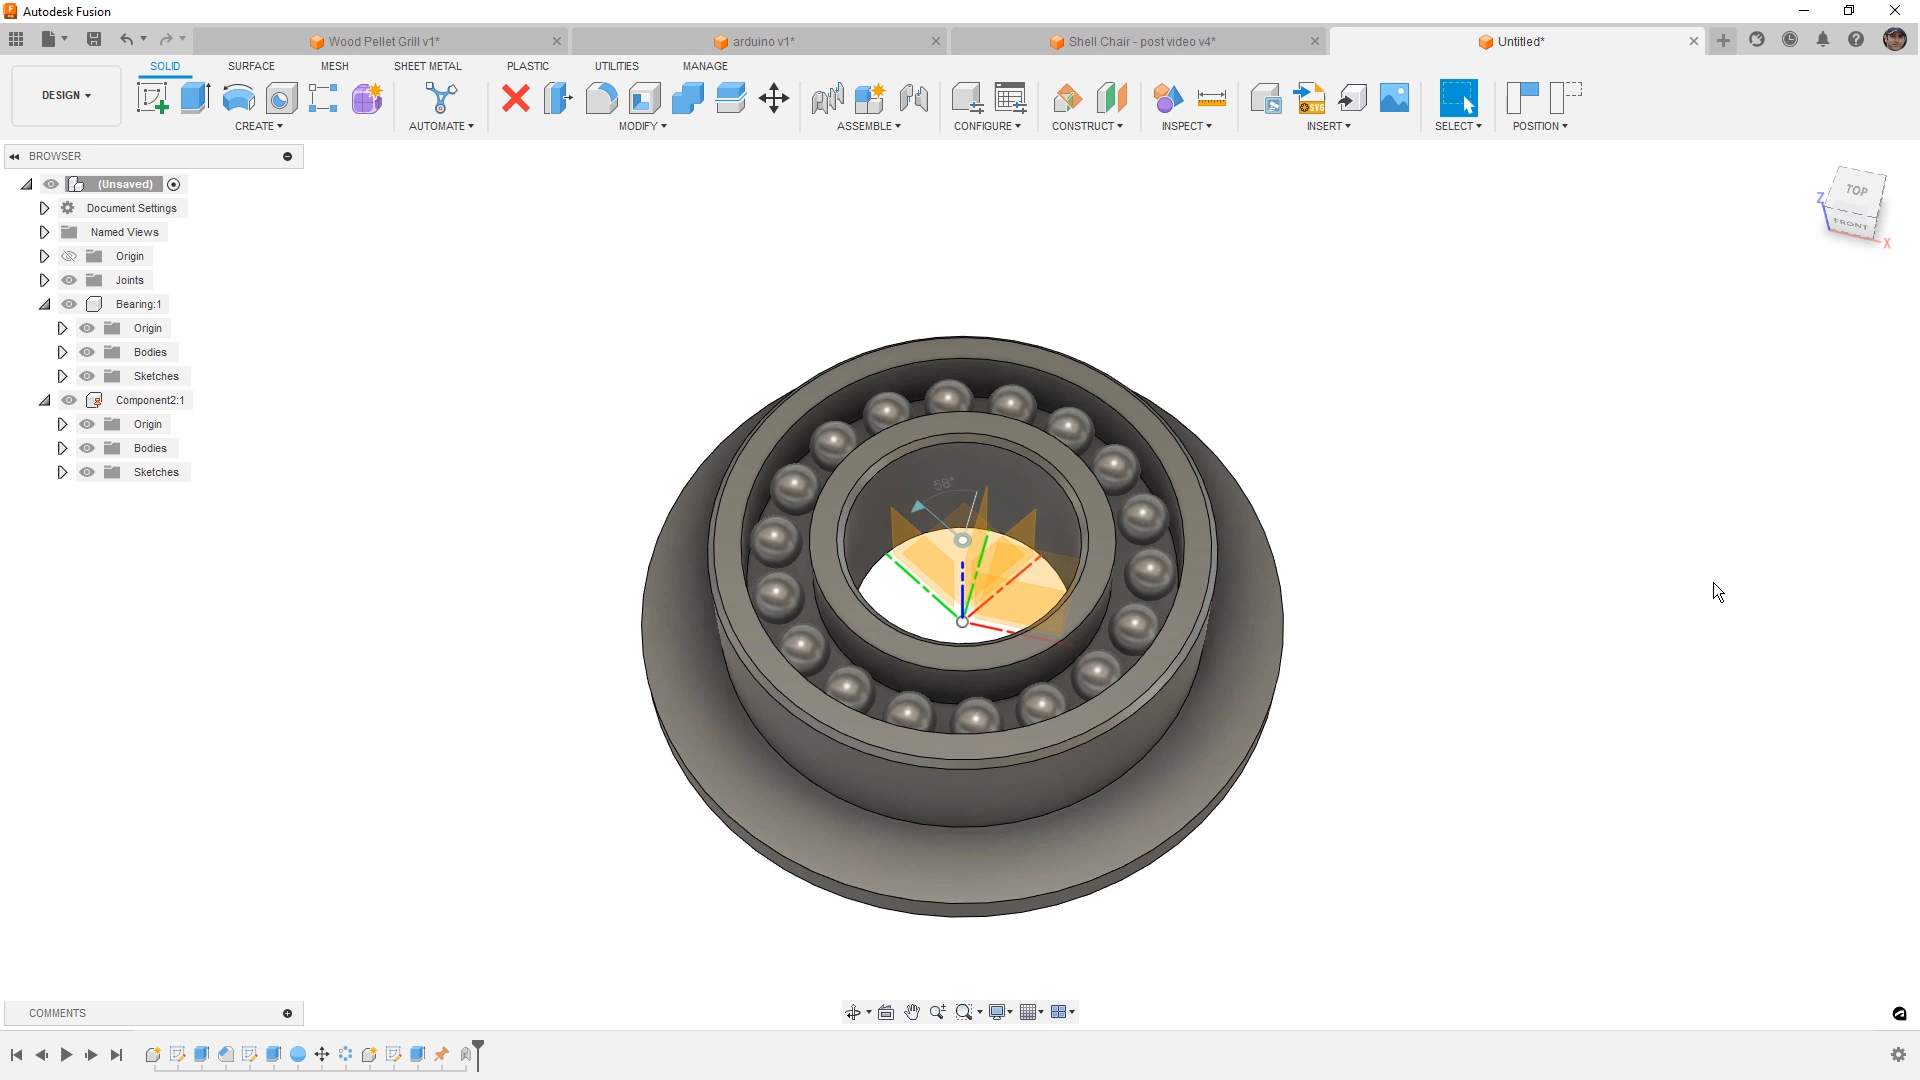 Autodesk Fusion
Wood Pellet Grill v1*
arduino v1*
Shell Chair - post video v4*
Untitled*
DESIGN
SOLID
SURFACE
MESH
SHEET METAL
PLASTIC
UTILITIES
MANAGE
CREATE
AUTOMATE
MODIFY
ASSEMBLE
CONFIGURE
CONSTRUCT
INSPECT
INSERT
SELECT
POSITION
SVG
BROWSER
(Unsaved)
Document Settings
Named Views
Origin
Joints
Bearing:1
Origin
Bodies
Sketches
Component2:1
Origin
Bodies
Sketches
TOP
Z
FRONT
X
58°
COMMENTS